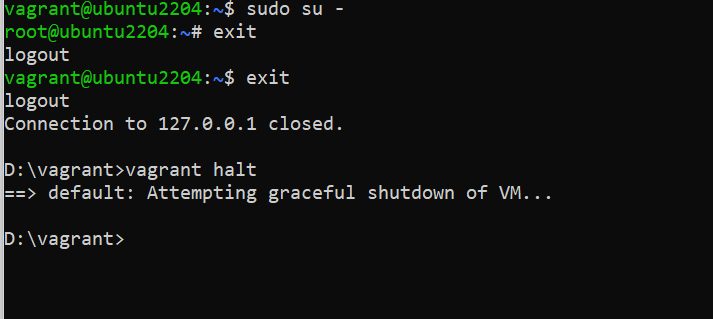 vagrant@ubuntu2204:~$ sudo su -
root@ubuntu2204:~# exit
logout
vagrant@ubuntu2204:~$ exit
logout
Connection to 127.0.0.1 closed.
D:\vagrant>vagrant halt
==> default: Attempting graceful shutdown of VM...
D:\vagrant>